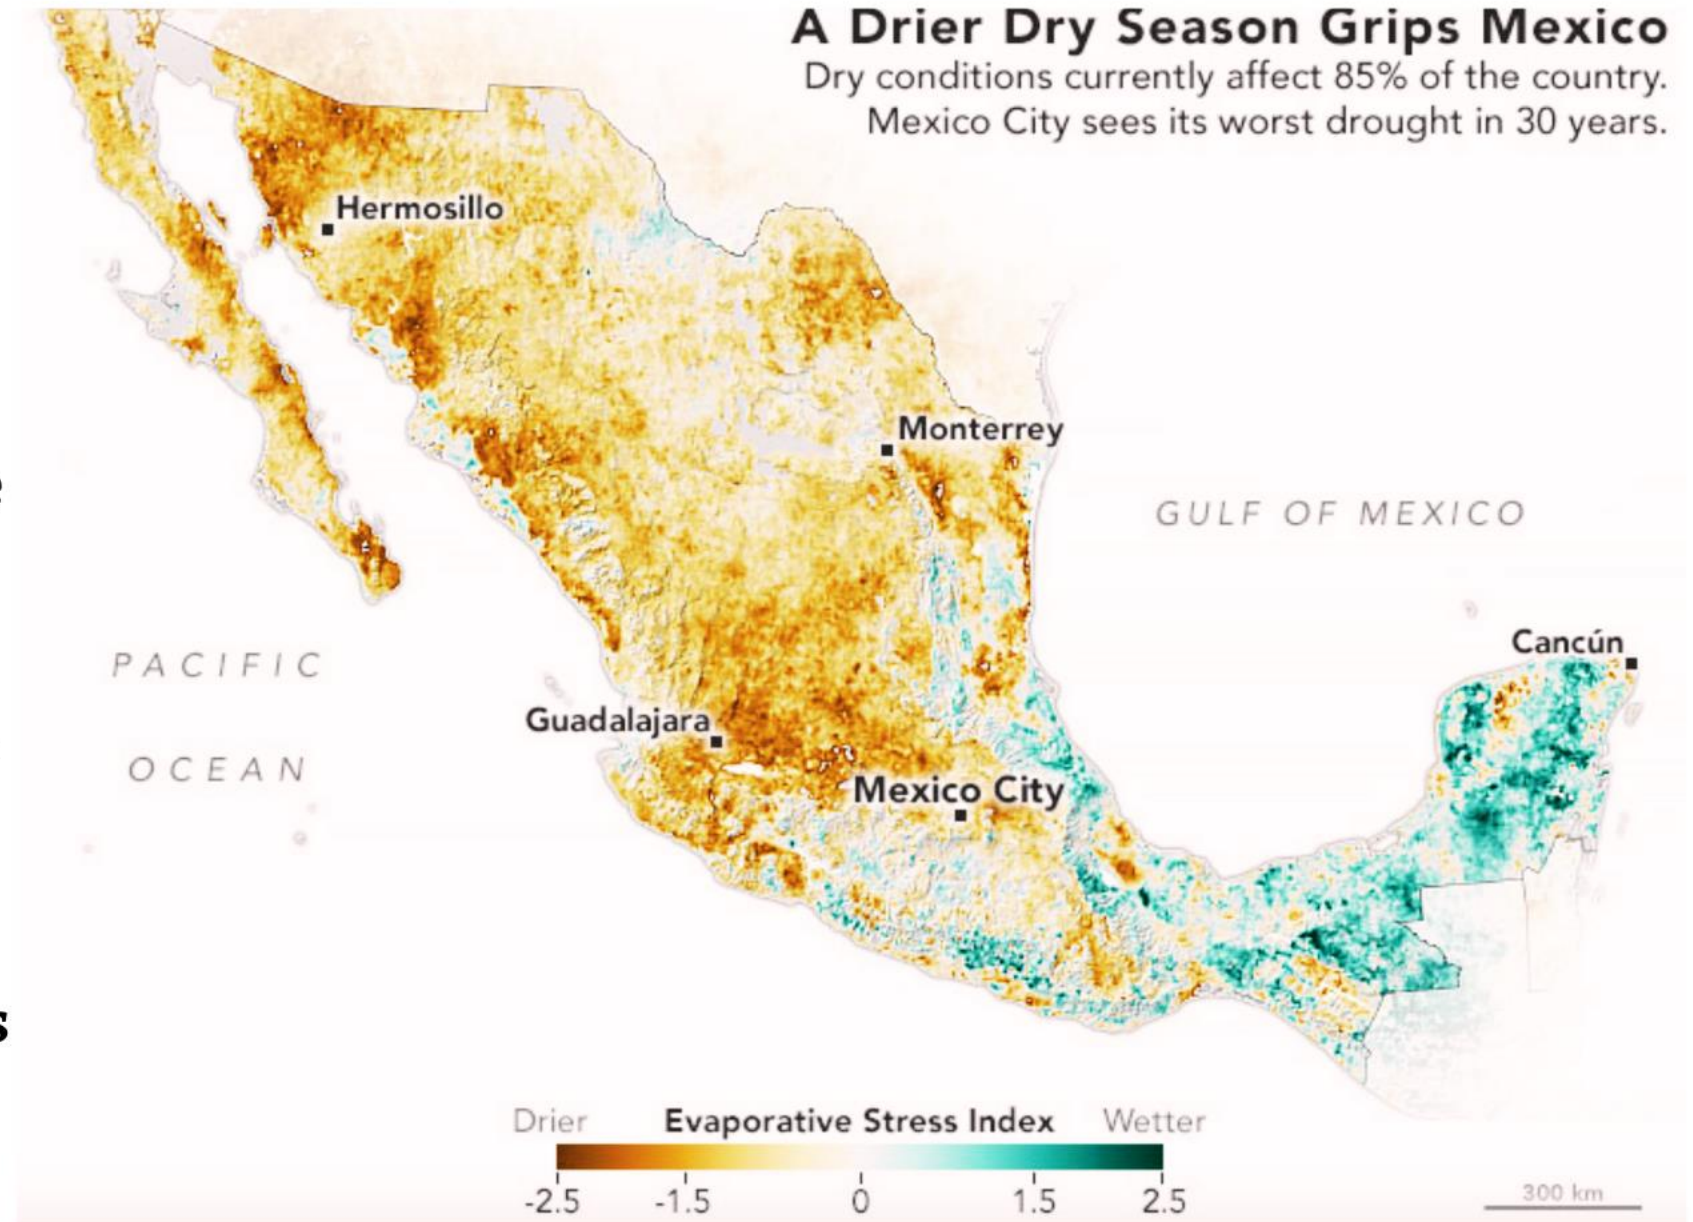 A Drier Dry Season Grips Mexico
Dry conditions currently affect 85% of the country.
Mexico City sees its worst drought in 30 years.
Hermosillo
Monterrey
GULF OF MEXICO
Cancún
PACIFIC
OCEAN
Guadalajara
Mexico City
Drier Evaporative Stress Index Wetter
-2.5 -1.5 0 1.5 2.5
300 km